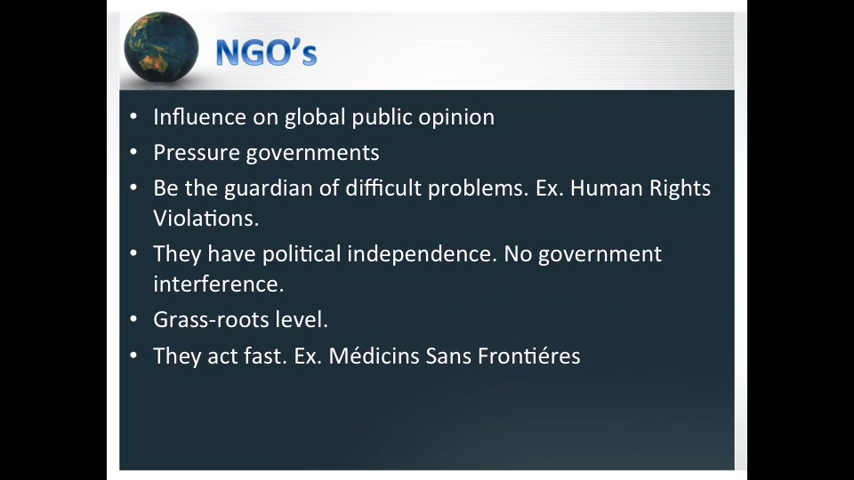 NGO’s
• Influence on global public opinion
• Pressure governments
• Be the guardian of difficult problems. Ex. Human Rights
Violations.
• They have political independence. No government
interference.
• Grass-roots level.
• They act fast. Ex. Médicins Sans Frontiéres